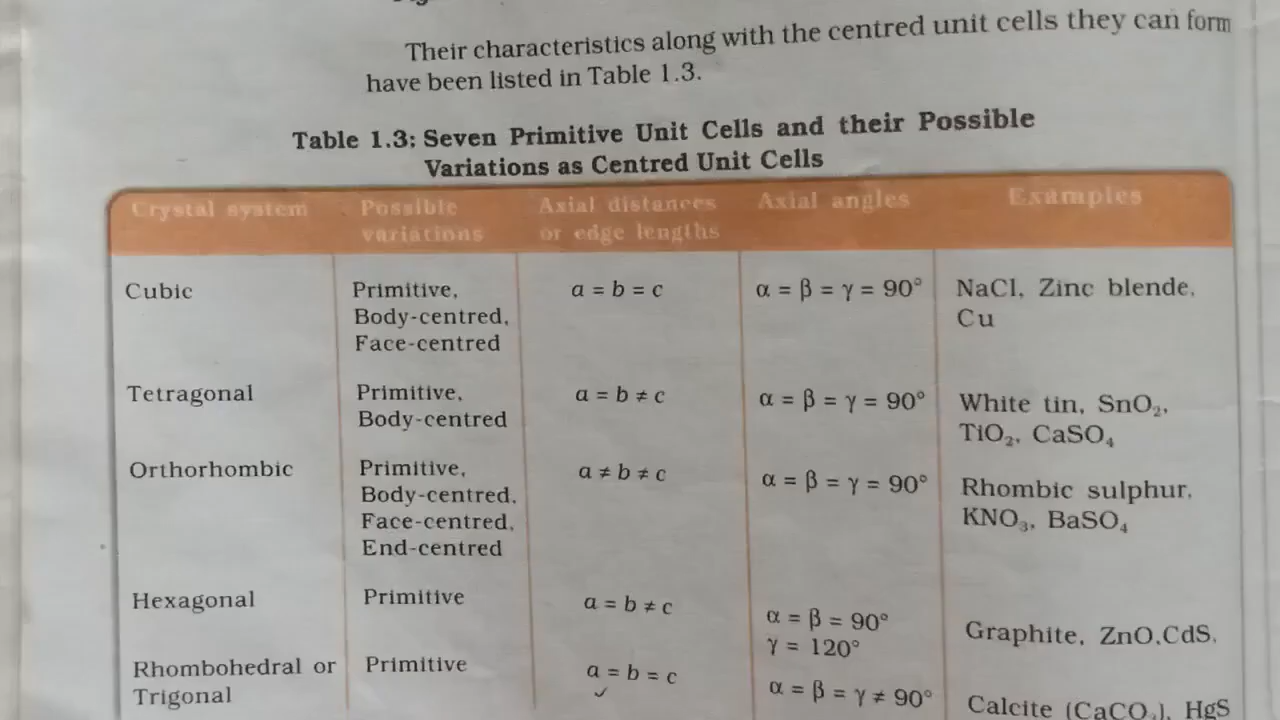 Their characteristics along with the centred unit cells they can form
have been listed in Table 1.3.
Table 1.3: Seven Primitive Unit Cells and their Possible
Variations as Centred Unit Cells
Crystal system Possible variations Axial distances or edge lengths Axial angles Examples
Cubic Primitive, Body-centred, Face-centred a = b = c α = β = γ = 90° NaCl, Zinc blende, Cu
Tetragonal Primitive, Body-centred a = b ≠ c α = β = γ = 90° White tin, SnO₂, TiO₂, CaSO₄
Orthorhombic Primitive, Body-centred, Face-centred, End-centred a ≠ b ≠ c α = β = γ = 90° Rhombic sulphur, KNO₃, BaSO₄
Hexagonal Primitive a = b ≠ c α = β = 90° γ = 120° Graphite, ZnO,CdS,
Rhombohedral or Trigonal Primitive a = b = c α = β = γ ≠ 90° Calcite (CaCO₃), HgS